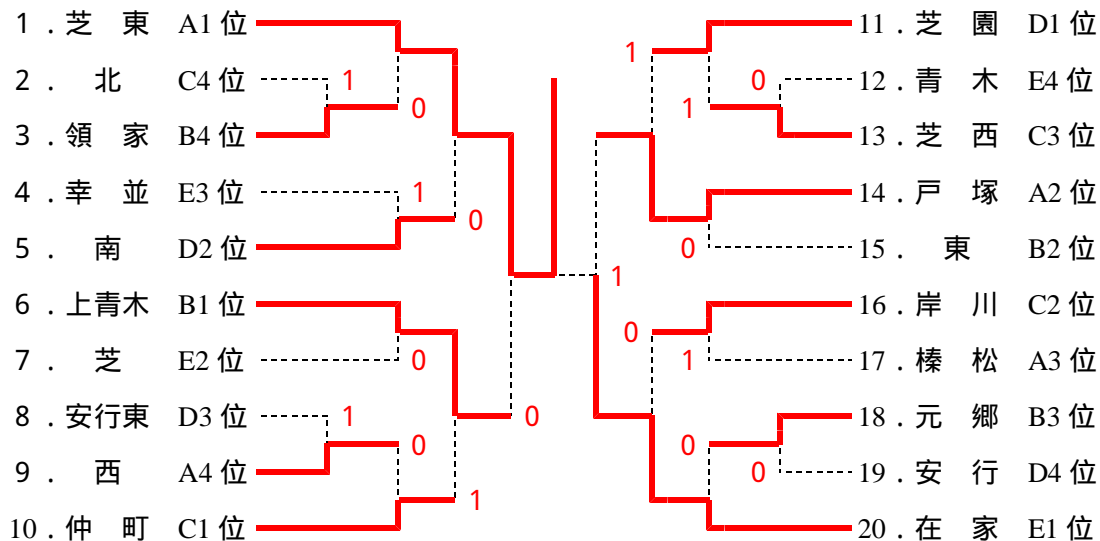 1．芝　東　A1 位
2．　北　　C4 位
3．領　家　B4 位
4．幸　並　E3 位
5．　南　　D2 位
6．上青木　B1 位
7．　芝　　E2 位
8．安行東　D3 位
9．　西　　A4 位
10．仲　町　C1 位
1
0
1
0
0
1
0
1
0
1
0
1
1
0
0
1
0
0
11．芝　園　D1 位
12．青　木　E4 位
13．芝　西　C3 位
14．戸　塚　A2 位
15．　東　　B2 位
16．岸　川　C2 位
17．榛　松　A3 位
18．元　郷　B3 位
19．安　行　D4 位
20．在　家　E1 位